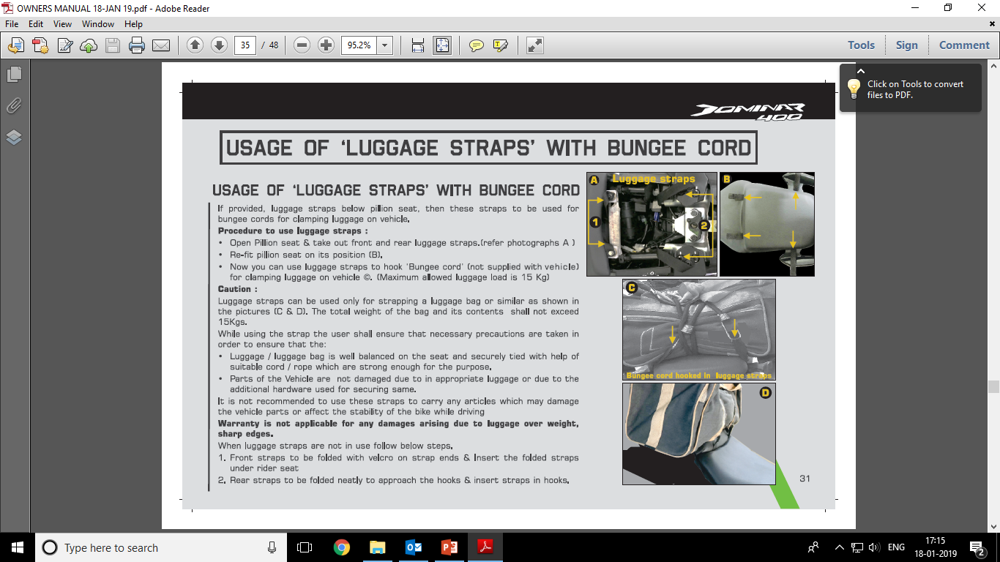 OWNERS MANUAL 18-JAN 19.pdf - Adobe Reader
File Edit View Window Help
35 / 48
95.2%
Tools Sign Comment
Click on Tools to convert
files to PDF.
DOMINAR
400
USAGE OF ‘LUGGAGE STRAPS’ WITH BUNGEE CORD
USAGE OF ‘LUGGAGE STRAPS’ WITH BUNGEE CORD
If provided, luggage straps below pillion seat, then these straps to be used for
bungee cords for clamping luggage on vehicle.
Procedure to use luggage straps :
• Open Pillion seat & take out front and rear luggage straps.(refer photographs A )
• Re-fit pillion seat on its position (B).
• Now you can use luggage straps to hook ‘Bungee cord’ (not supplied with vehicle)
for clamping luggage on vehicle ©. (Maximum allowed luggage load is 15 Kg)
Caution :
Luggage straps can be used only for strapping a luggage bag or similar as shown in
the pictures (C & D). The total weight of the bag and its contents shall not exceed
15Kgs.
While using the strap the user shall ensure that necessary precautions are taken in
order to ensure that the:
• Luggage / luggage bag is well balanced on the seat and securely tied with help of
suitable cord / rope which are strong enough for the purpose.
• Parts of the Vehicle are not damaged due to in appropriate luggage or due to the
additional hardware used for securing same.
It is not recommended to use these straps to carry any articles which may damage
the vehicle parts or affect the stability of the bike while driving
Warranty is not applicable for any damages arising due to luggage over weight,
sharp edges.
When luggage straps are not in use follow below steps.
1. Front straps to be folded with velcro on strap ends & Insert the folded straps
under rider seat
2. Rear straps to be folded neatly to approach the hooks & insert straps in hooks.
A Luggage straps
1 2
B
C
Bungee cord hooked in luggage straps
D
31
Type here to search
ENG
17:15
18-01-2019
2